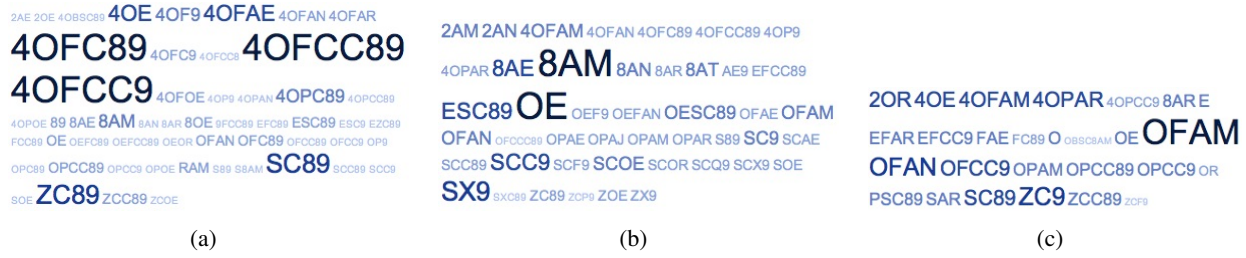 2AE 2OE 4OBSC89 4OE 4OF9 4OFAE 4OFAN 4OFAR
4OFC89 4OFC9 4OFCC8 4OFCC89
4OFCC9 4OFOE 4OP9 4OPAN 4OPC89 4OPCC89
4OPOE 89 8AE 8AM 8AN 8AR 8OE 9FCC89 EFC89 ESC89 ESC9 EZC89
FCC89 OE OEFC89 OEFCC89 OEOR OFAN OFC89 OFCC89 OFCC9 OP9
OPC89 OPCC89 OPCC9 OPOE RAM S89 S8AM SC89 SCC89 SCC9
SOE ZC89 ZCC89 ZCOE
(a)
2AM 2AN 4OFAM 4OFAN 4OFC89 4OFCC89 4OP9
4OPAR 8AE 8AM 8AN 8AR 8AT AE9 EFCC89
ESC89 OE OEF9 OEFAN OESC89 OFAE OFAM
OFAN OFCCC89 OPAE OPAJ OPAM OPAR S89 SC9 SCAE
SCC89 SCC9 SCF9 SCOE SCOR SCQ9 SCX9 SOE
SX9 SXC89 ZC89 ZCP9 ZOE ZX9
(b)
2OR 4OE 4OFAM 4OPAR 4OPCC9 8AR E
EFAR EFCC9 FAE FC89 O OBSC8AM OE OFAM
OFAN OFCC9 OPAM OPCC89 OPCC9 OR
PSC89 SAR SC89 ZC9 ZCC89 ZCF9
(c)